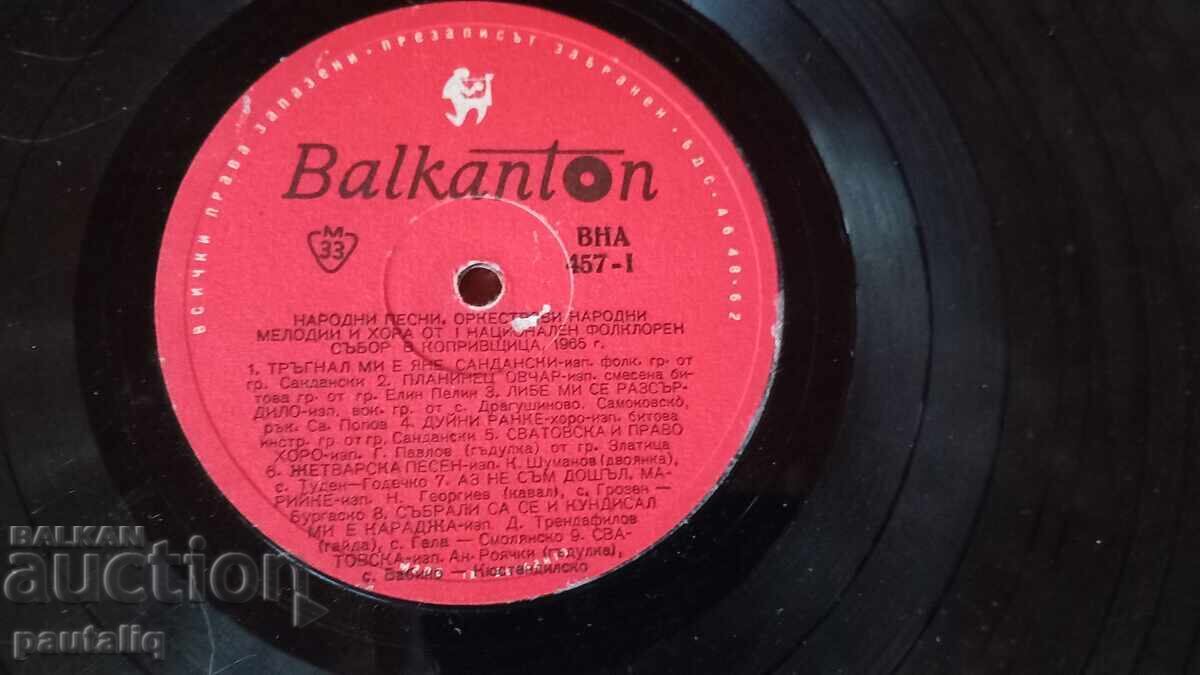 ВСИЧКИ ПРАВА ЗАПАЗЕНИ · ПРЕЗАПИСЪТ ЗАБРАНЕН · БДС · 4648-62
Balkanton
М
33
ВНА
457-I
НАРОДНИ ПЕСНИ, ОРКЕСТРОВИ НАРОДНИ
МЕЛОДИИ И ХОРА ОТ I НАЦИОНАЛЕН ФОЛКЛОРЕН
СЪБОР В КОПРИВЩИЦА, 1965 г.
1. ТРЪГНАЛ МИ Е ЯНЕ, САНДАНСКИ-изп. фолк. гр. от
гр. Сандански 2. ПЛАНИНЕЦ ОВЧАР-изп. смесена би-
това гр. от гр. Елин Пелин 3. ЛИБЕ МИ СЕ РАЗСЪР-
ДИЛО-изп. вок. гр. от с. Драгушиново, Самоковско,
рък. Св. Попов 4. ДУЙНИ РАНКЕ-хоро-изп. битова
инстр. гр. от гр. Сандански 5. СВАТОВСКА И ПРАВО
ХОРО-изп. Г. Павлов (гъдулка) от гр. Златица
6. ЖЕТВАРСКА ПЕСЕН-изп. К. Шуманов (двоянка),
с. Туден-Годечко 7. АЗ НЕ СЪМ ДОШЪЛ, МА-
РИЙКЕ-изп. Н. Георгиев (кавал), с. Грозен —
Бургаско 8. СЪБРАЛИ СА СЕ И КУНДИСАЛ
МИ Е КАРАДЖА-изп. Д. Трендафилов
(гайда), с. Гела — Смолянско 9. СВА-
ТОВСКА-изп. Ан. Роячки (гъдулка),
с. Бабино — Кюстендилско
BALKAN
auction
pautaliq